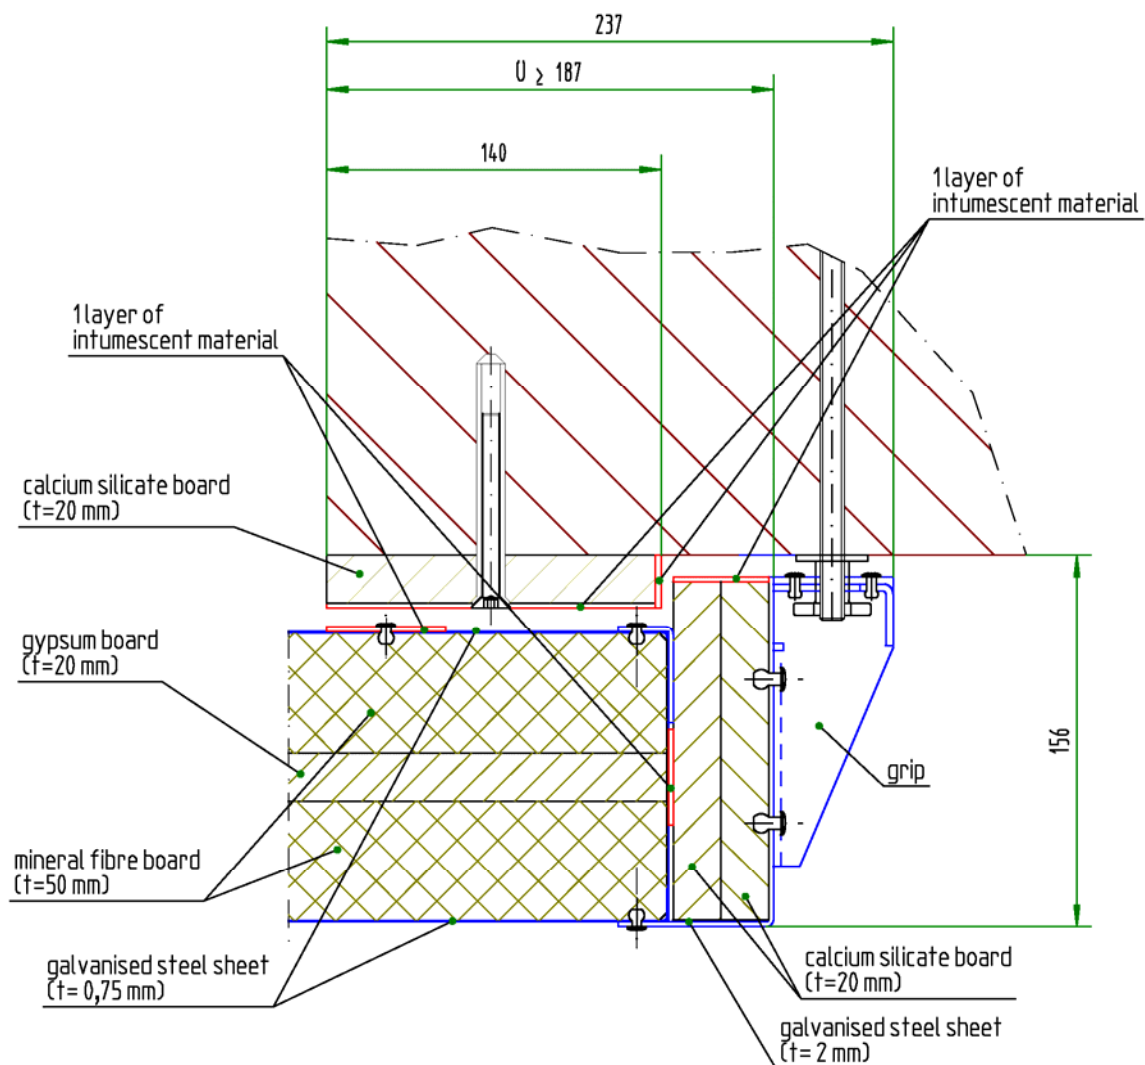 237
Ü ≥ 187
140
1 layer of
intumescent material
1 layer of
intumescent material
calcium silicate board
(t=20 mm)
gypsum board
(t=20 mm)
156
grip
mineral fibre board
(t=50 mm)
galvanised steel sheet
(t= 0,75 mm)
calcium silicate board
(t=20 mm)
galvanised steel sheet
(t= 2 mm)